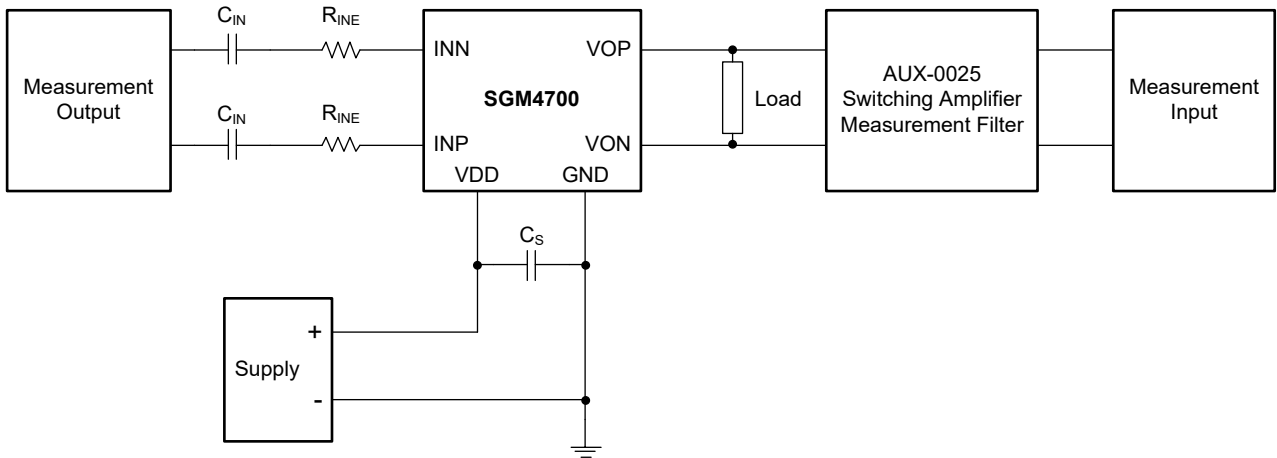 CIN
RINE
Measurement
Output
CIN
RINE
INN
INP
VDD
GND
SGM4700
VOP
VON
Load
AUX-0025
Switching Amplifier
Measurement Filter
Measurement
Input
CS
Supply
+
-